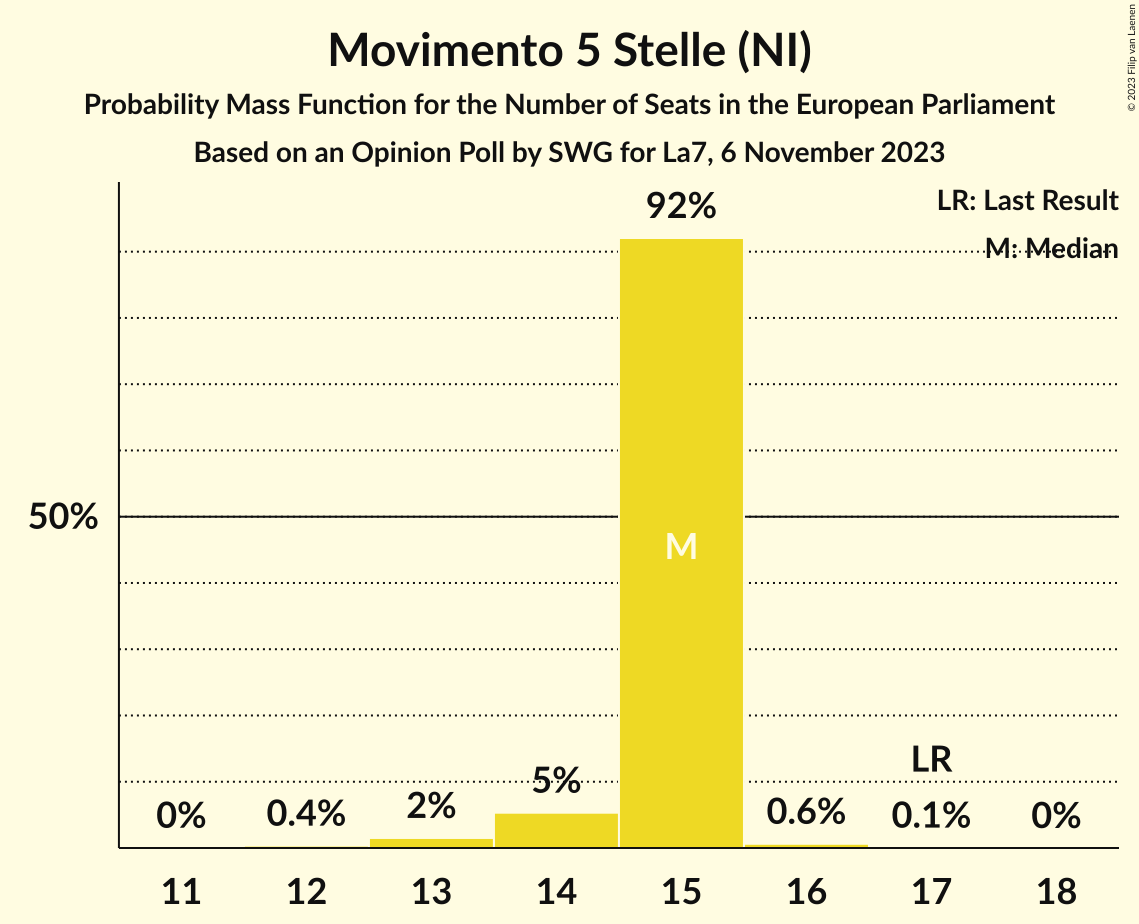 Movimento 5 Stelle (NI)
Probability Mass Function for the Number of Seats in the European Parliament
Based on an Opinion Poll by SWG for La7, 6 November 2023
© 2023 Filip van Laenen
LR: Last Result
M: Median
92%
50%
M
LR
5%
0%
0.4%
2%
0.6%
0.1%
0%
11
12
13
14
15
16
17
18